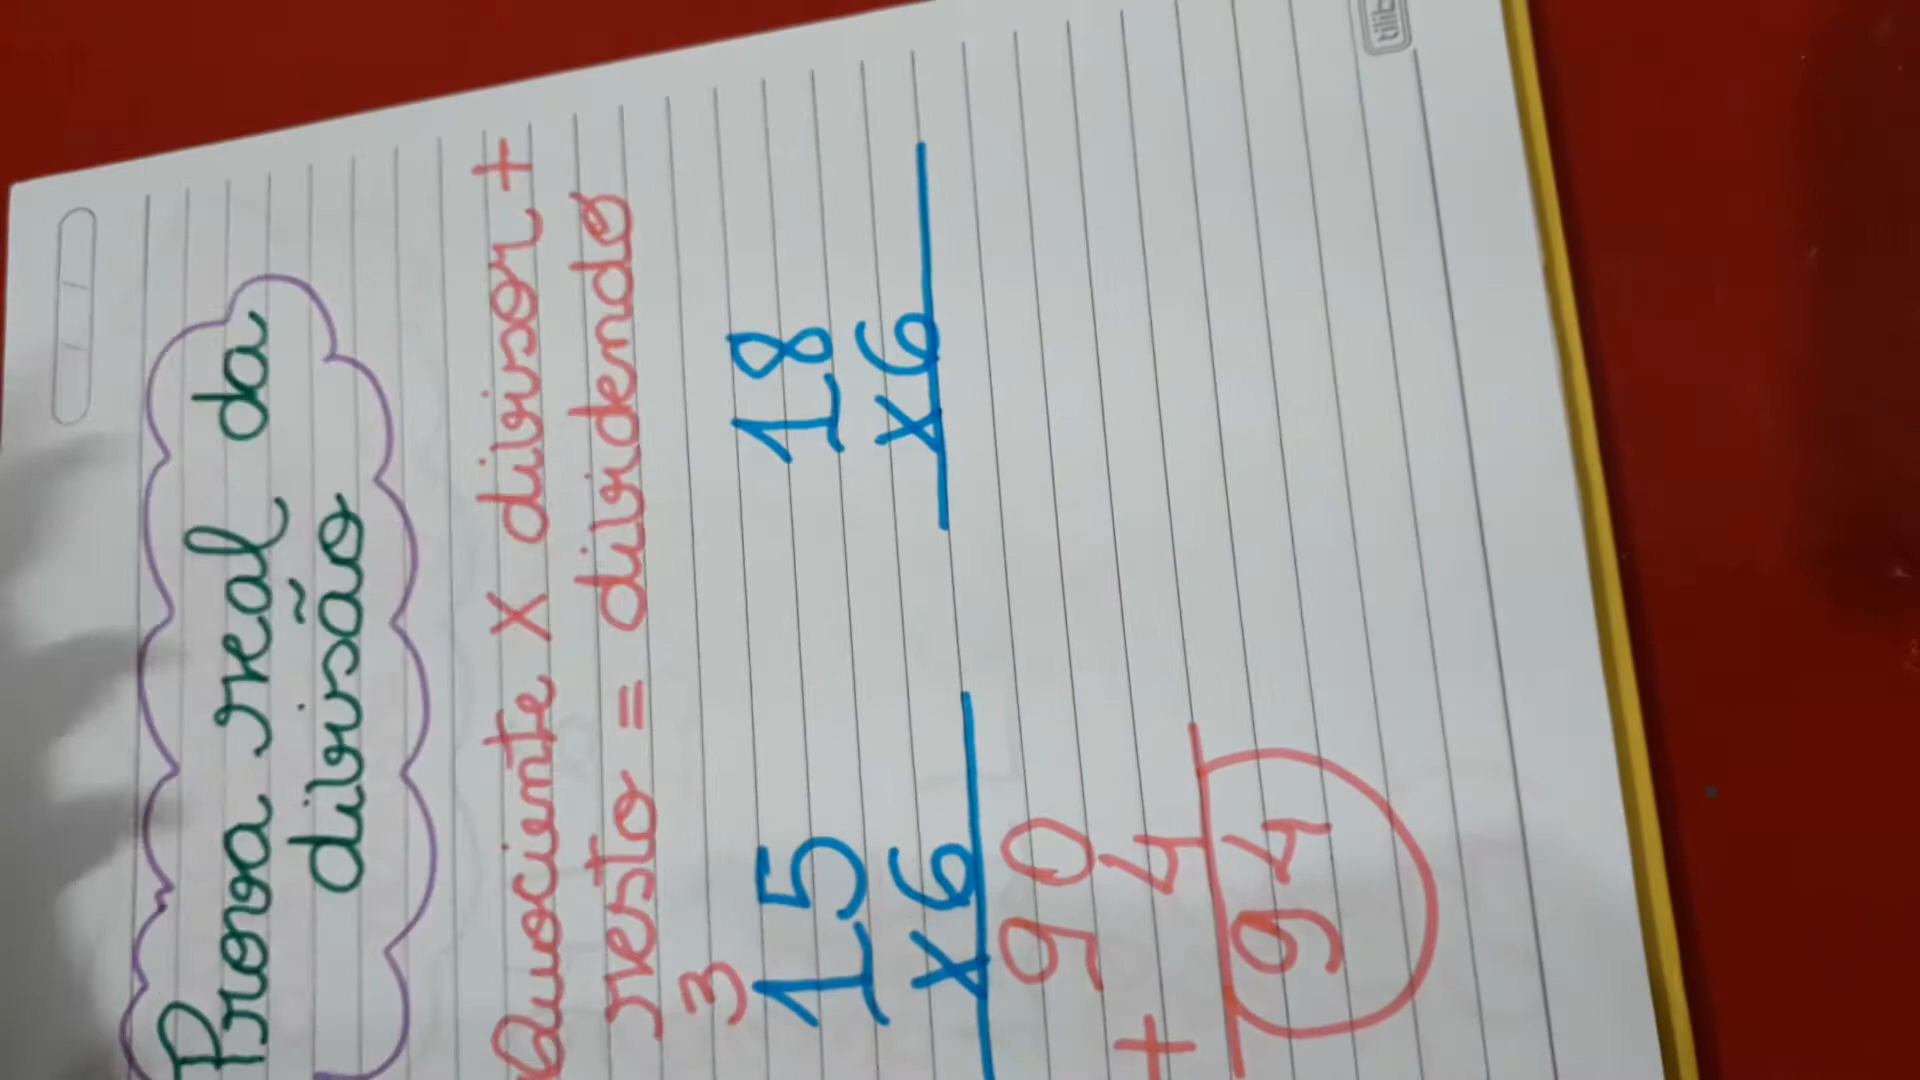 Prova real da
divisão
Quociente X divisor +
resto = dividendo
3
15 18
x6 x6
90
+ 4
94